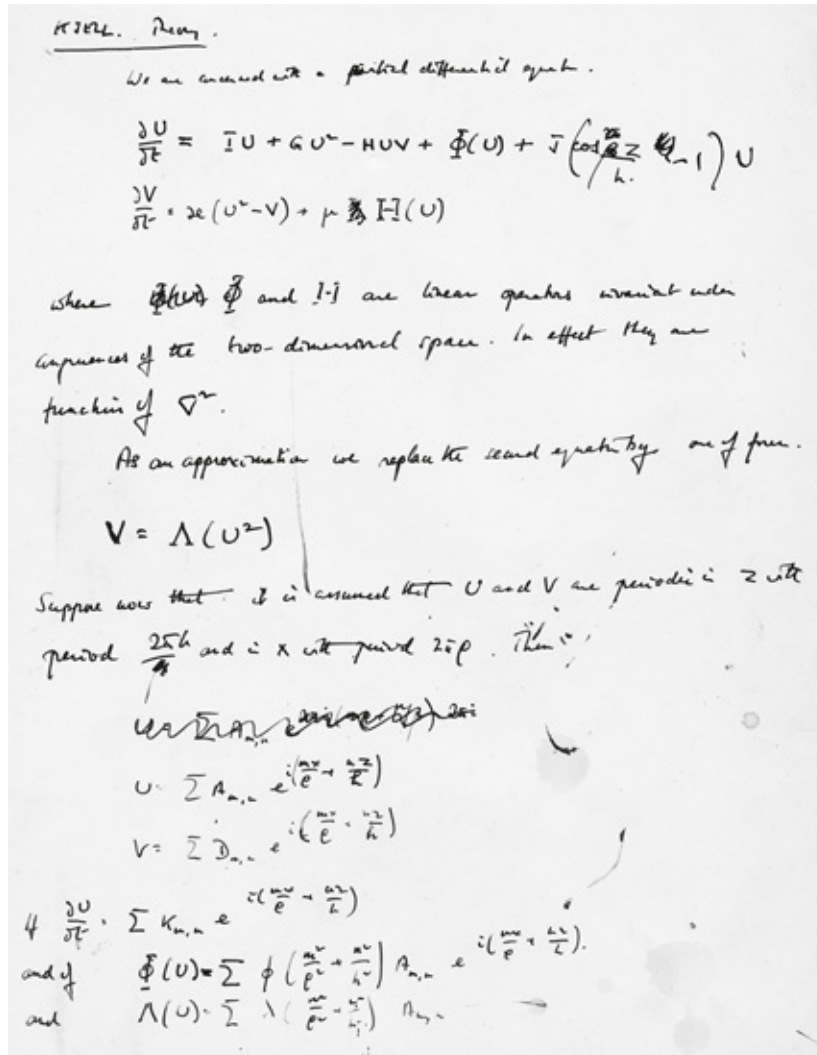 KJELL. Theory.
We are concerned with a partial differential equation.
∂U/∂t = IU + GU² - HUV + Φ(U) + J(cos z/h - 1) U
∂V/∂t = ϰ(U² - V) + μ [-](U)
where Φ and [-] are linear operators invariant under
congruences of the two-dimensional space. In effect they are
function of ∇².
As an approximation we replace the second equation by one of form.
V = Λ(U²)
Suppose now that it is assumed that U and V are periodic in z with
period 2πh and in x with period 2πρ. Then
U = ∑ A_{m,n} e^{i(mx/ρ + nz/h)}
V = ∑ D_{m,n} e^{i(mx/ρ + nz/h)}
If ∂U/∂t = ∑ K_{m,n} e^{i(mx/ρ + nz/h)}
and if Φ(U) = ∑ φ(m²/ρ² + n²/h²) A_{m,n} e^{i(mx/ρ + nz/h)}.
and Λ(U) = ∑ λ(m²/ρ² + n²/h²) A_{m,n}